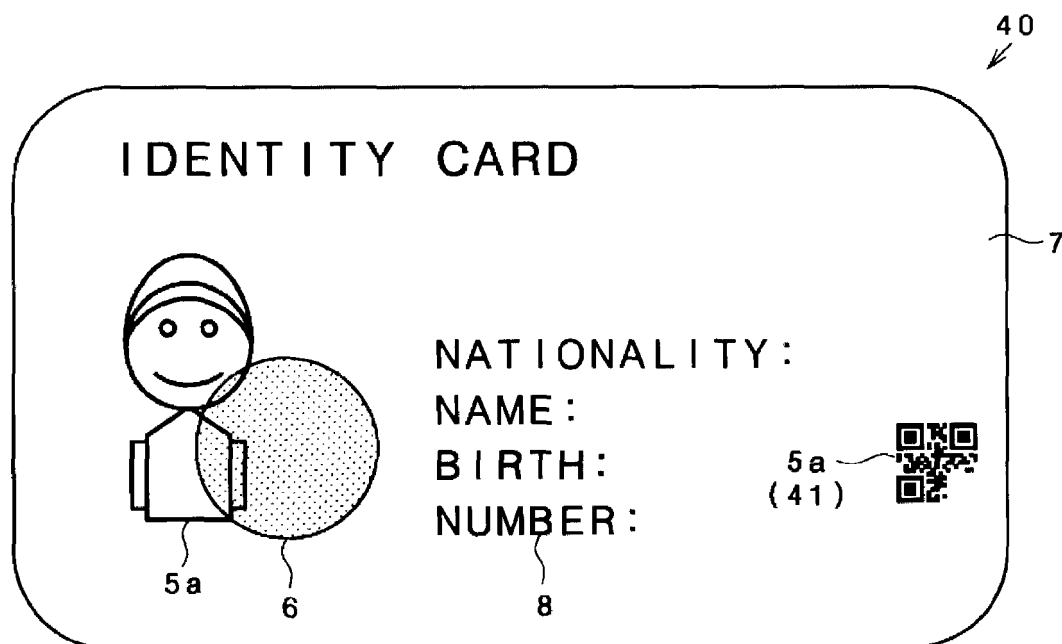 40
IDENTITY CARD
7
NATIONALITY:
NAME:
BIRTH:
5a
(41)
NUMBER:
5a
6
8